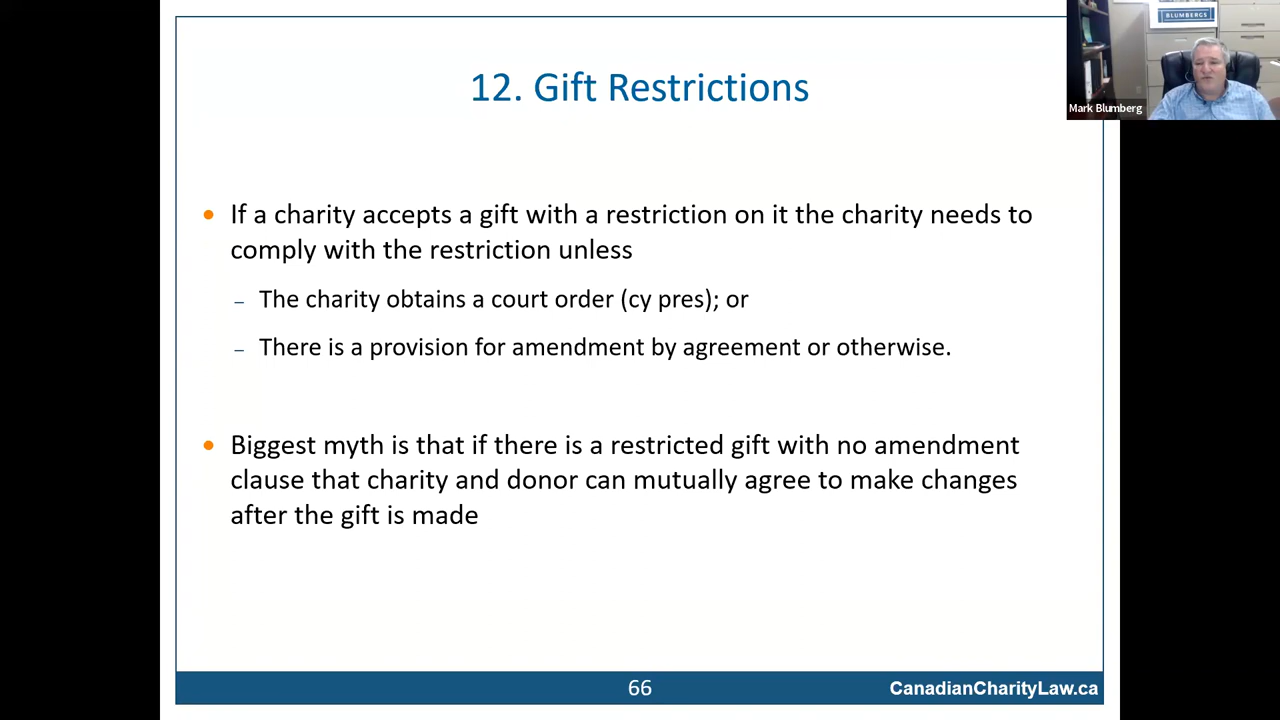 12. Gift Restrictions
BLUMBERGS
Mark Blumberg
• If a charity accepts a gift with a restriction on it the charity needs to
comply with the restriction unless
– The charity obtains a court order (cy pres); or
– There is a provision for amendment by agreement or otherwise.
• Biggest myth is that if there is a restricted gift with no amendment
clause that charity and donor can mutually agree to make changes
after the gift is made
66
CanadianCharityLaw.ca